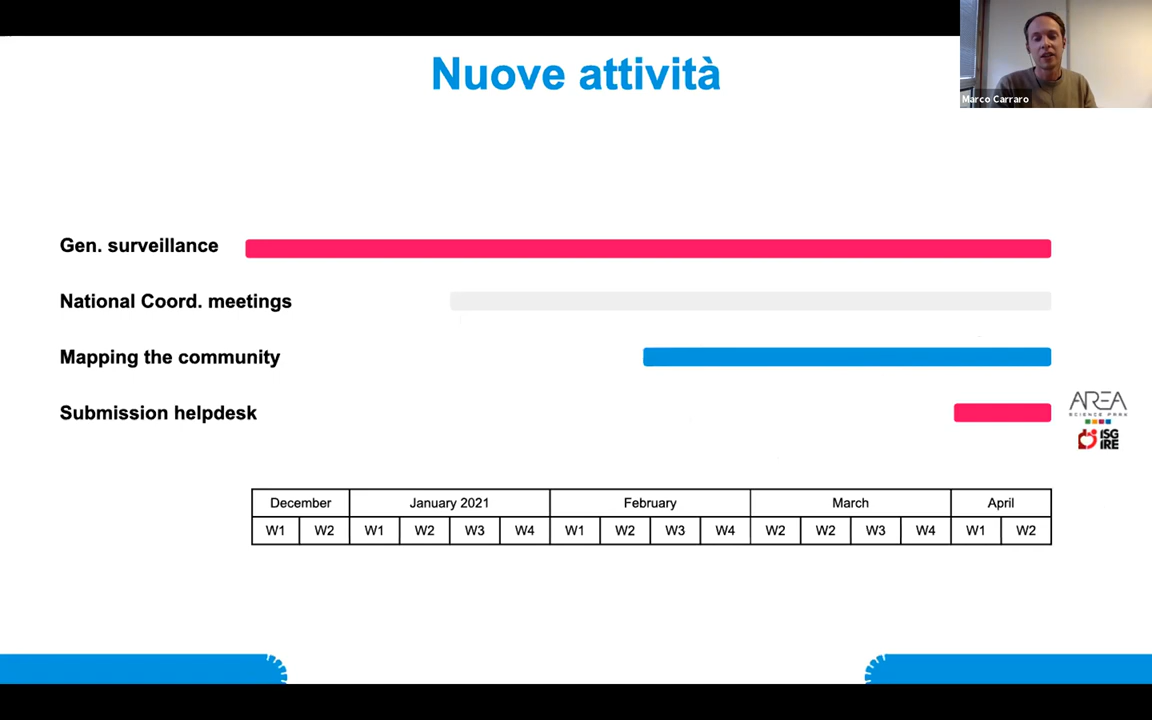 Nuove attività
Marco Carraro
Gen. surveillance
National Coord. meetings
Mapping the community
Submission helpdesk
AREA
SCIENCE PARK
ISG
IRE
December January 2021 February March April
W1 W2 W1 W2 W3 W4 W1 W2 W3 W4 W2 W2 W3 W4 W1 W2